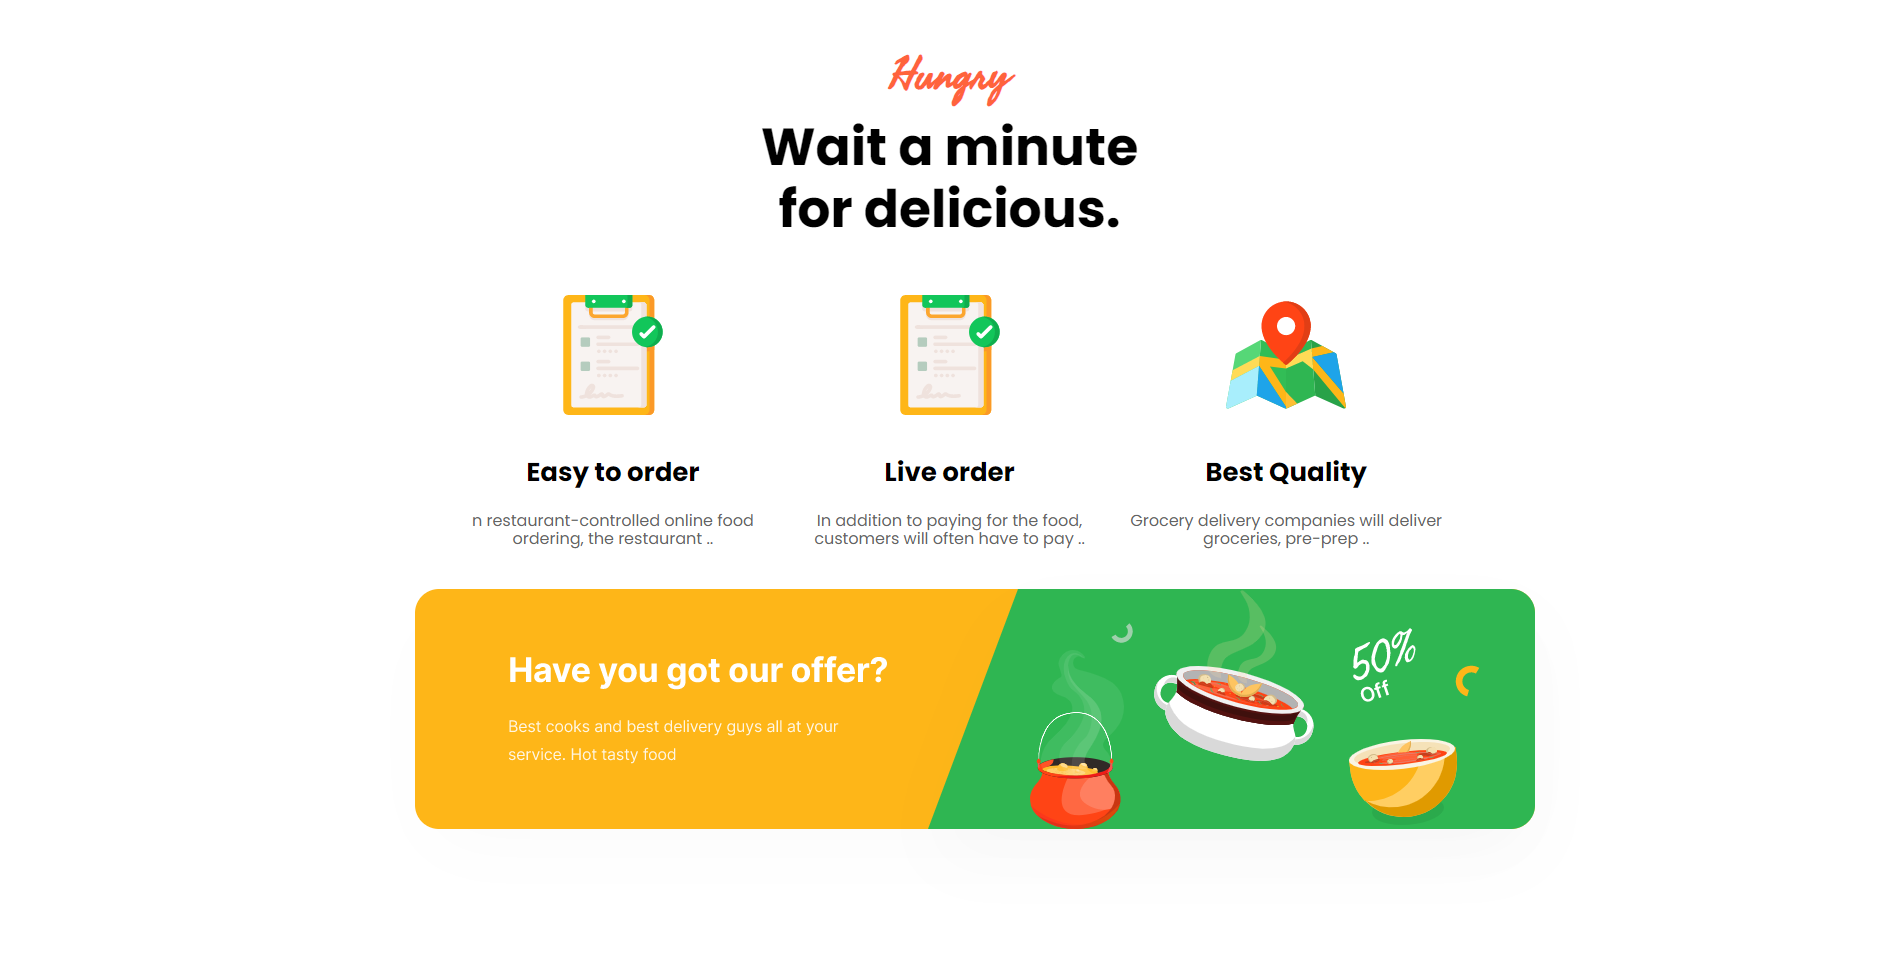 Hungry
Wait a minute
for delicious.
Easy to order
n restaurant-controlled online food
ordering, the restaurant ..
Live order
In addition to paying for the food,
customers will often have to pay ..
Best Quality
Grocery delivery companies will deliver
groceries, pre-prep ..
Have you got our offer?
Best cooks and best delivery guys all at your
service. Hot tasty food
50%
Off